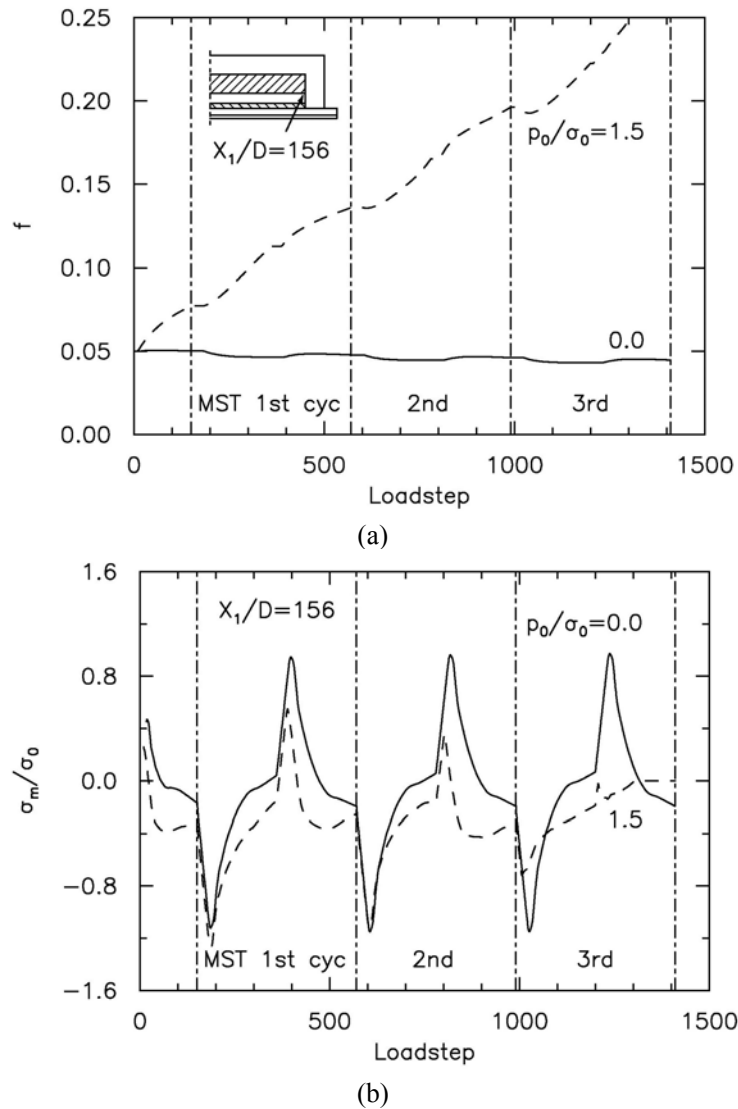 0.25
0.20
0.15
0.10
0.05
0.00
f
X₁/D=156
p₀/σ₀=1.5
0.0
MST 1st cyc 2nd 3rd
0 500 1000 1500
Loadstep
(a)
1.6
0.8
0.0
−0.8
−1.6
σₘ/σ₀
X₁/D=156
p₀/σ₀=0.0
1.5
MST 1st cyc 2nd 3rd
0 500 1000 1500
Loadstep
(b)